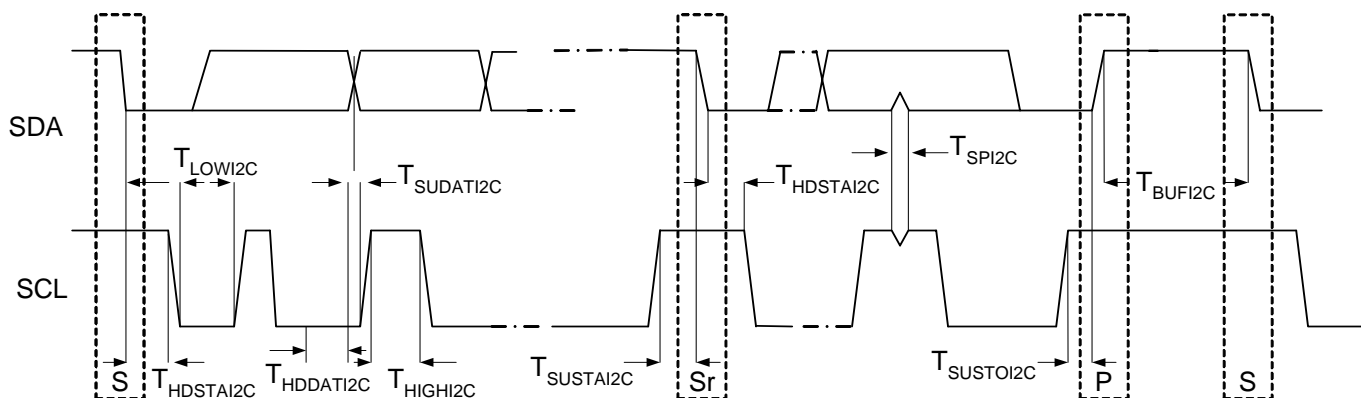 SDA
T_LOWI2C
T_SUDATI2C
T_HDSTAI2C
T_SPI2C
T_BUFI2C
SCL
S
T_HDSTAI2C
T_HDDATI2C
T_HIGHI2C
T_SUSTAI2C
Sr
T_SUSTOI2C
P
S